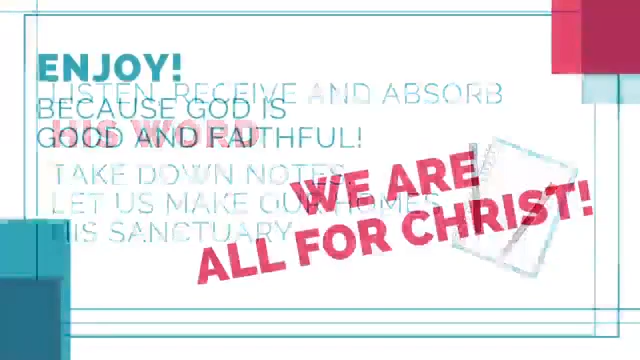 ENJOY!
LISTEN, RECEIVE AND ABSORB
BECAUSE GOD IS
HIS WORD
GOOD AND FAITHFUL!
TAKE DOWN NOTES
LET US MAKE OUR HOMES
HIS SANCTUARY
WE ARE
ALL FOR CHRIST!